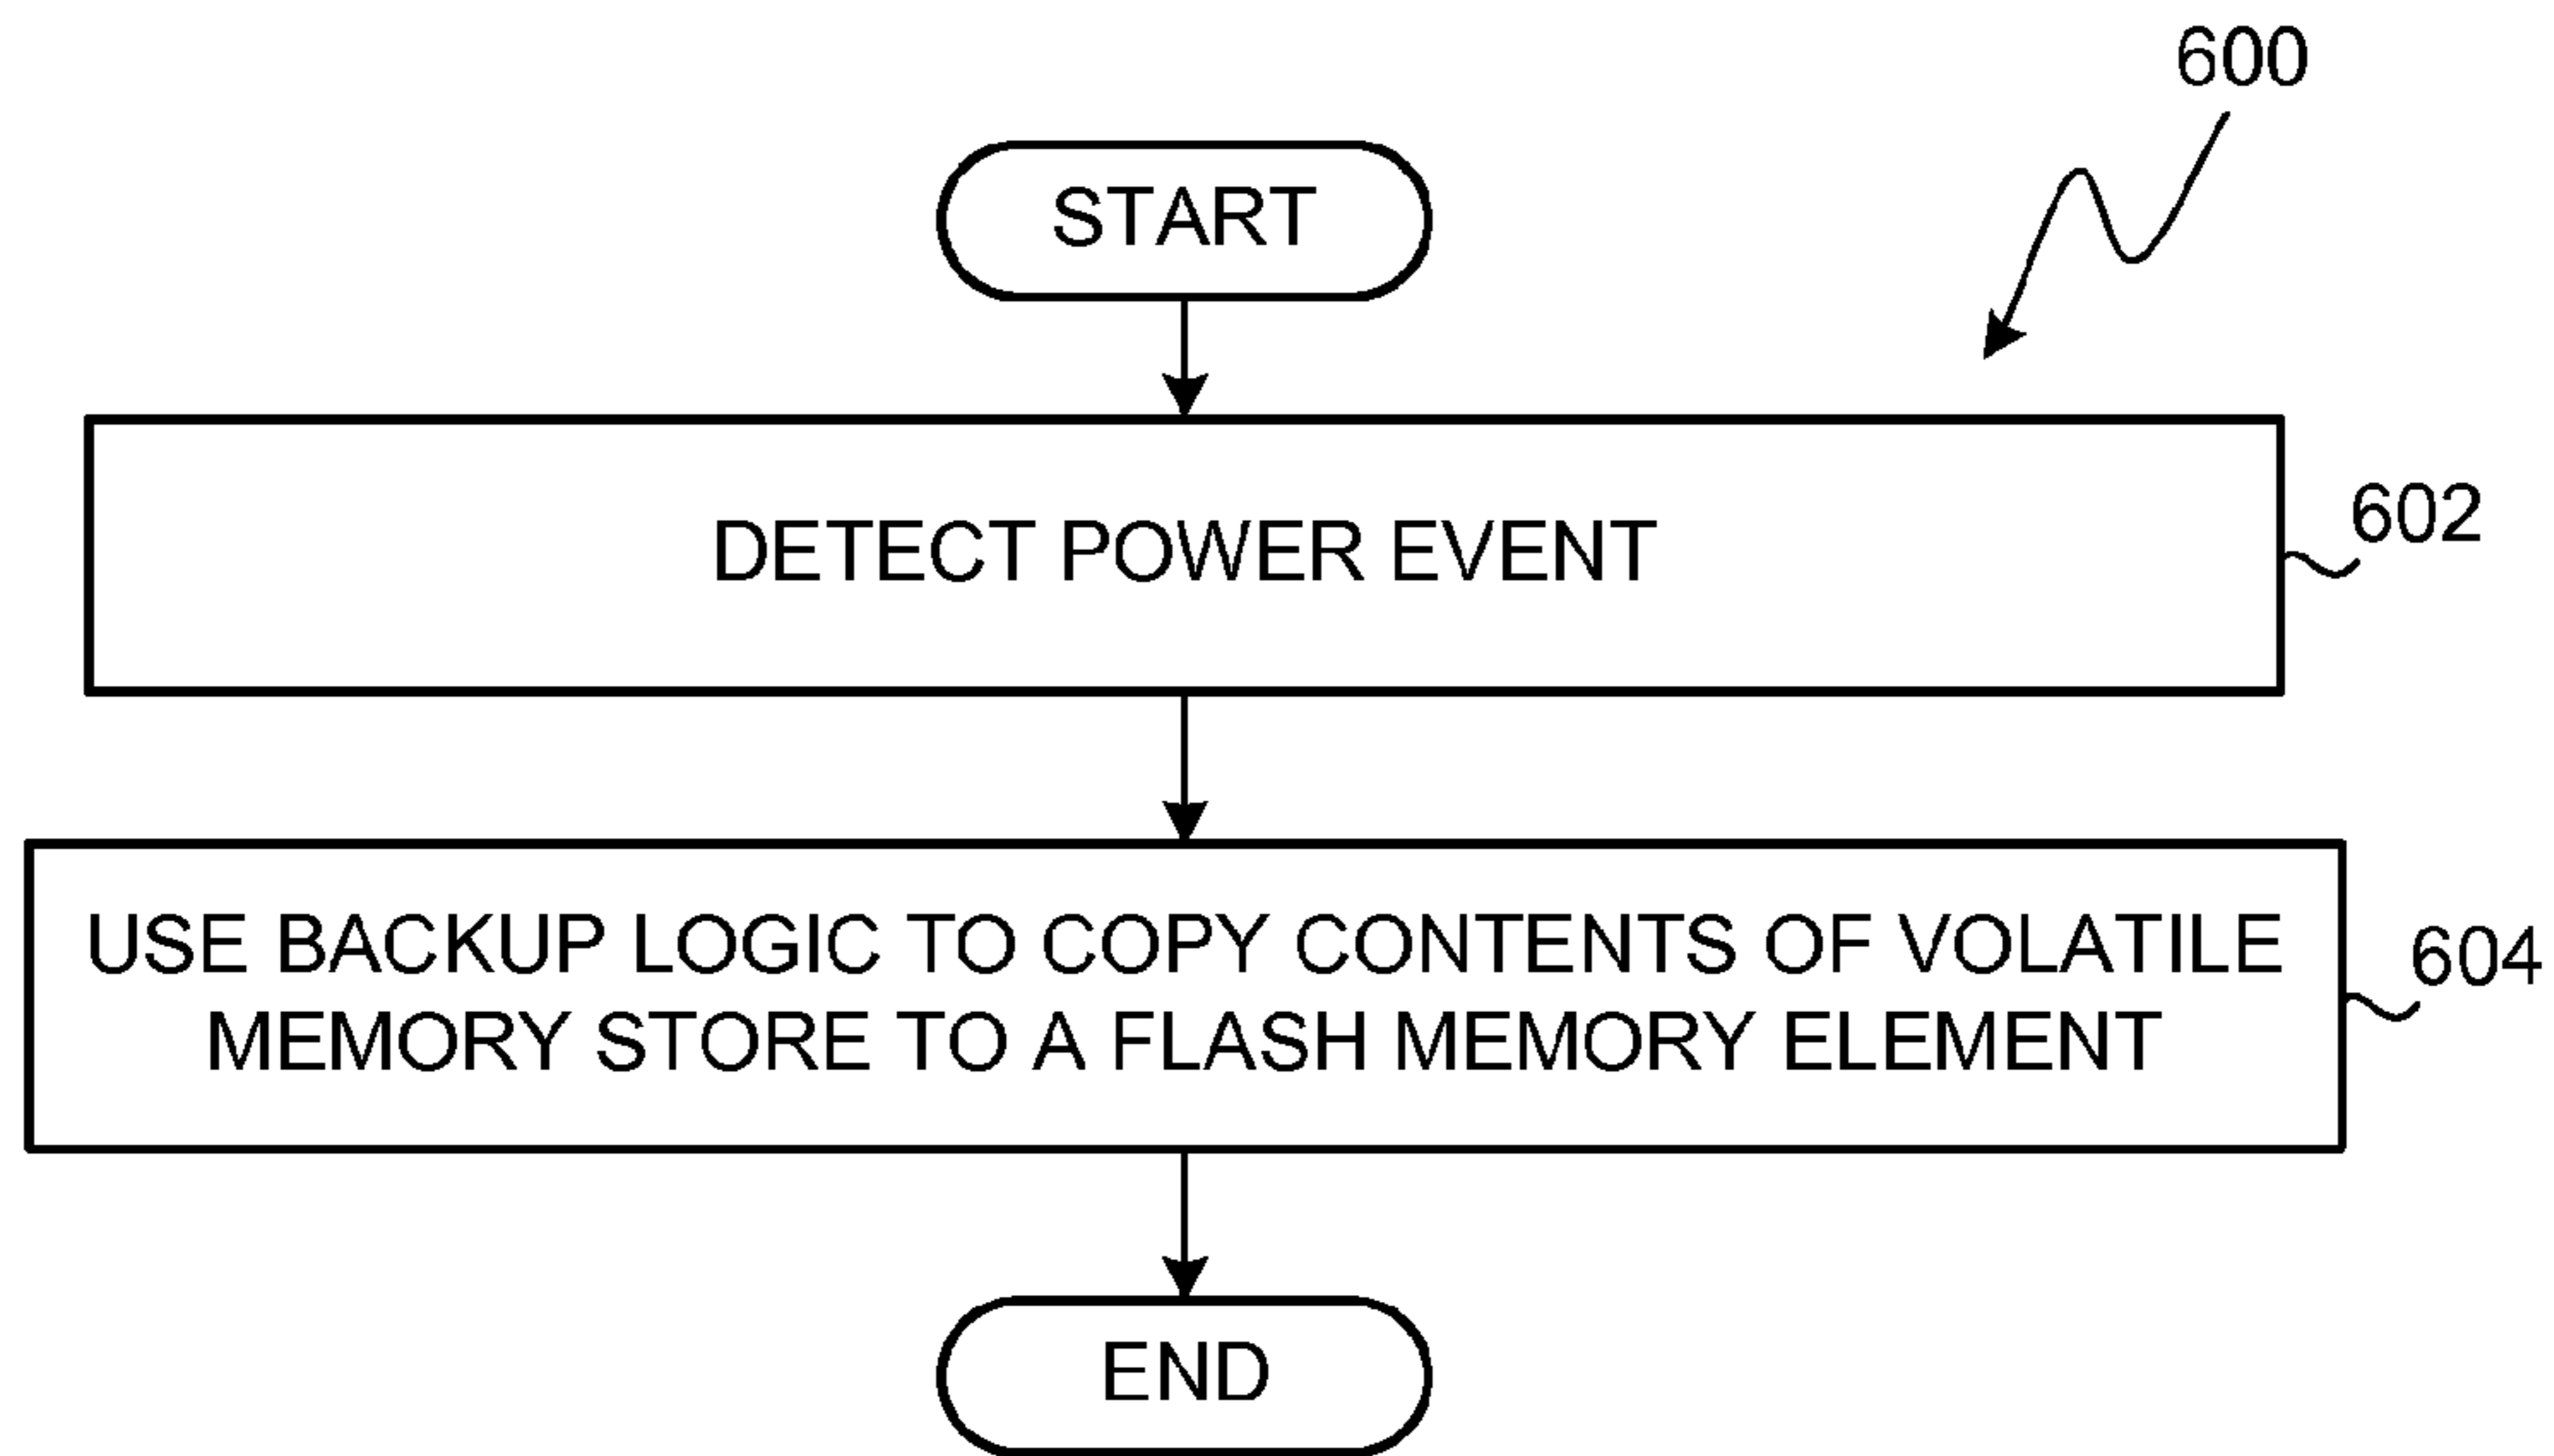 600
START
DETECT POWER EVENT
602
USE BACKUP LOGIC TO COPY CONTENTS OF VOLATILE
MEMORY STORE TO A FLASH MEMORY ELEMENT
604
END